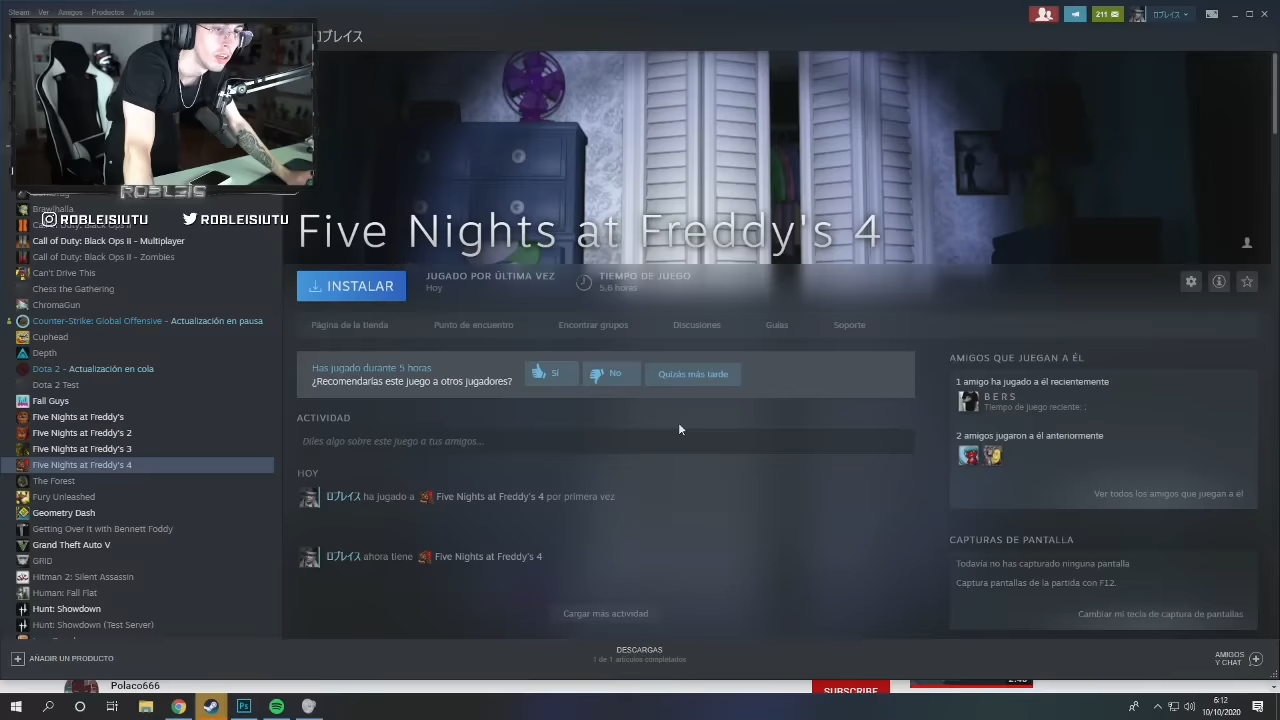 Steam Ver Amigos Productos Ayuda
211
ロブレイス
ロブレイス
ROBLEIS
ROBLEISIUTU
ROBLEISIUTU
Brawlhalla
Call of Duty: Black Ops II
Call of Duty: Black Ops II - Multiplayer
Call of Duty: Black Ops II - Zombies
Can't Drive This
Chess the Gathering
ChromaGun
Counter-Strike: Global Offensive - Actualización en pausa
Cuphead
Depth
Dota 2 - Actualización en cola
Dota 2 Test
Fall Guys
Five Nights at Freddy's
Five Nights at Freddy's 2
Five Nights at Freddy's 3
Five Nights at Freddy's 4
The Forest
Fury Unleashed
Geometry Dash
Getting Over It with Bennett Foddy
Grand Theft Auto V
GRID
Hitman 2: Silent Assassin
Human: Fall Flat
Hunt: Showdown
Hunt: Showdown (Test Server)
AÑADIR UN PRODUCTO
Five Nights at Freddy's 4
INSTALAR
JUGADO POR ÚLTIMA VEZ
Hoy
TIEMPO DE JUEGO
5.6 horas
Página de la tienda Punto de encuentro Encontrar grupos Discusiones Guías Soporte
Has jugado durante 5 horas
¿Recomendarías este juego a otros jugadores?
Sí
No
Quizás más tarde
ACTIVIDAD
Diles algo sobre este juego a tus amigos...
HOY
ロブレイス ha jugado a Five Nights at Freddy's 4 por primera vez
ロブレイス ahora tiene Five Nights at Freddy's 4
Cargar más actividad
AMIGOS QUE JUEGAN A ÉL
1 amigo ha jugado a él recientemente
B E R S
Tiempo de juego reciente: ;
2 amigos jugaron a él anteriormente
Ver todos los amigos que juegan a él
CAPTURAS DE PANTALLA
Todavía no has capturado ninguna pantalla
Captura pantallas de la partida con F12.
Cambiar mi tecla de captura de pantallas
DESCARGAS
1 de 1 artículos completados
AMIGOS
Y CHAT
Polaco666
SUBSCRIBE
6:12
10/10/2020